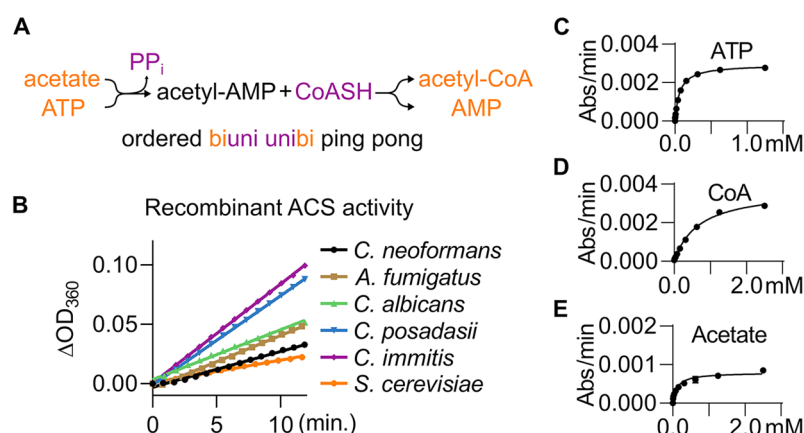 A
PPi
acetate
ATP
acetyl-AMP + CoASH
acetyl-CoA
AMP
ordered biuni unibi ping pong
B
Recombinant ACS activity
ΔOD360
0.10
0.05
0.00
0
5
10 (min.)
C. neoformans
A. fumigatus
C. albicans
C. posadasii
C. immitis
S. cerevisiae
C
ATP
Abs/min
0.004
0.002
0.000
0.0
1.0 mM
D
CoA
Abs/min
0.004
0.002
0.000
0.0
2.0 mM
E
Acetate
Abs/min
0.002
0.001
0.000
0.0
2.0 mM